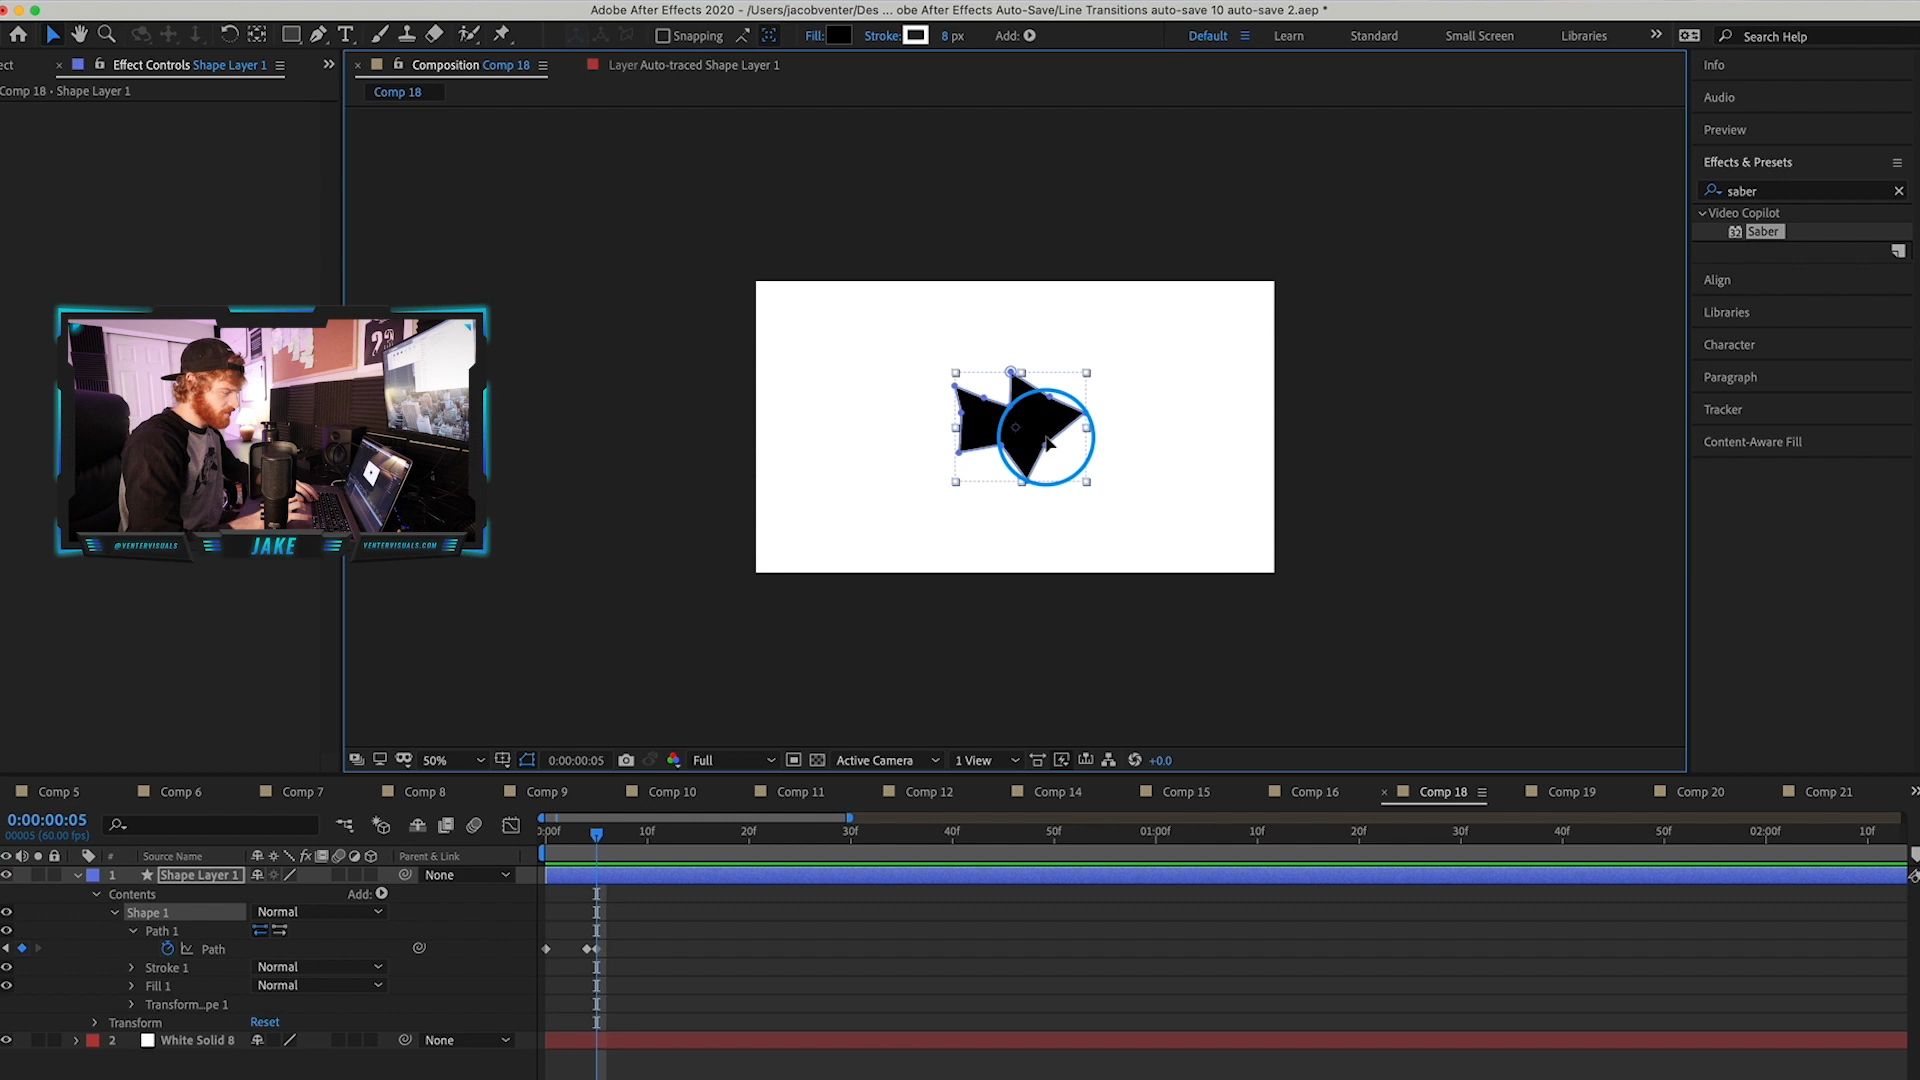 Adobe After Effects 2020 - /Users/jacobventer/Des ... obe After Effects Auto-Save/Line Transitions auto-save 10 auto-save 2.aep *
Snapping Fill: Stroke: 8 px Add: Default Learn Standard Small Screen Libraries Search Help
ect Effect Controls Shape Layer 1 Composition Comp 18 Layer Auto-traced Shape Layer 1 Info
Comp 18 • Shape Layer 1 Comp 18
Audio
Preview
Effects & Presets
saber
Video Copilot
32 Saber
Align
Libraries
Character
Paragraph
Tracker
Content-Aware Fill
@VENTERVISUALS JAKE VENTERVISUALS.COM
50% 0:00:00:05 Full Active Camera 1 View +0.0
Comp 5 Comp 6 Comp 7 Comp 8 Comp 9 Comp 10 Comp 11 Comp 12 Comp 14 Comp 15 Comp 16 Comp 18 Comp 19 Comp 20 Comp 21
0:00:00:05
00005 (60.00 fps)
0:00f 10f 20f 30f 40f 50f 01:00f 10f 20f 30f 40f 50f 02:00f 10f
# Source Name fx Parent & Link
1 Shape Layer 1 None
Contents Add:
Shape 1 Normal
Path 1
Path
Stroke 1 Normal
Fill 1 Normal
Transform...pe 1
Transform Reset
2 White Solid 8 None